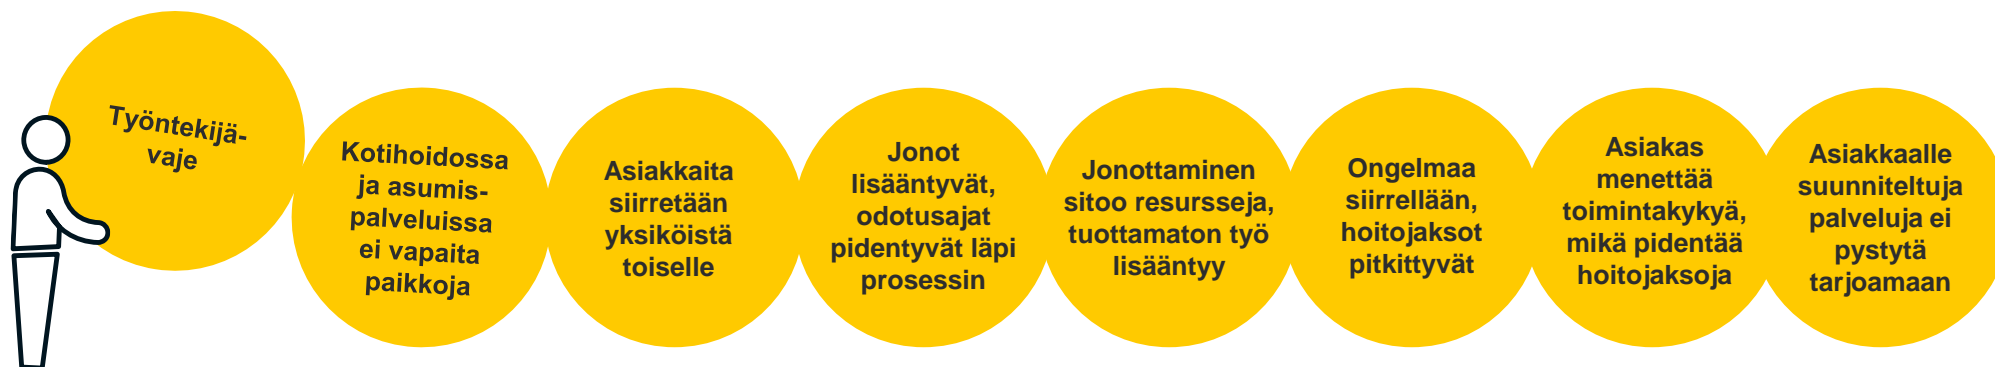 Työntekijä-
vaje
Kotihoidossa
ja asumis-
palveluissa
ei vapaita
paikkoja
Asiakkaita
siirretään
yksiköistä
toiselle
Jonot
lisääntyvät,
odotusajat
pidentyvät läpi
prosessin
Jonottaminen
sitoo resursseja,
tuottamaton työ
lisääntyy
Ongelmaa
siirrellään,
hoitojaksot
pitkittyvät
Asiakas
menettää
toimintakykyä,
mikä pidentää
hoitojaksoja
Asiakkaalle
suunniteltuja
palveluja ei
pystytä
tarjoamaan